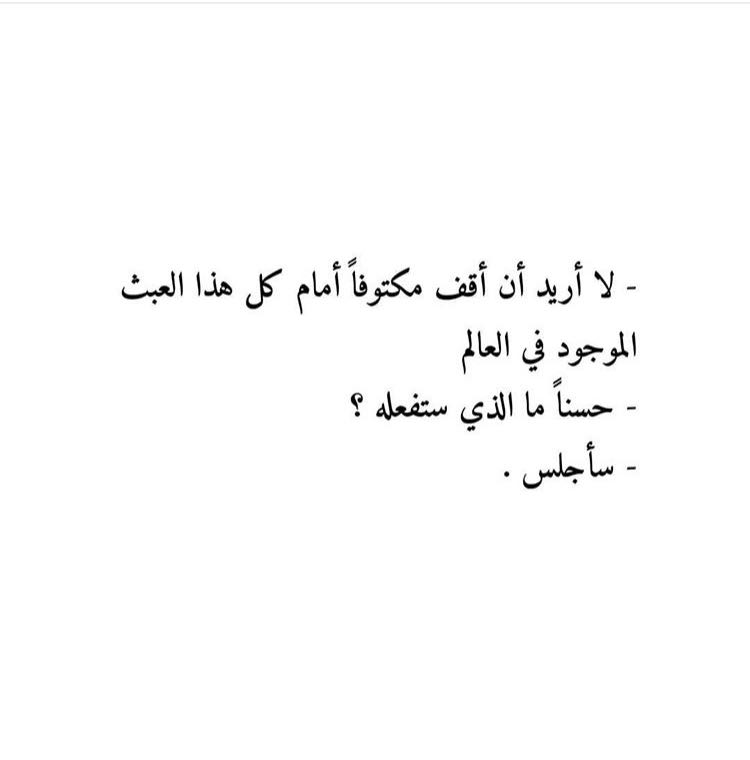 - لا أريد أن أقف مكتوفاً أمام كل هذا العبث
الموجود في العالم
- حسناً ما الذي ستفعله ؟
- سأجلس .